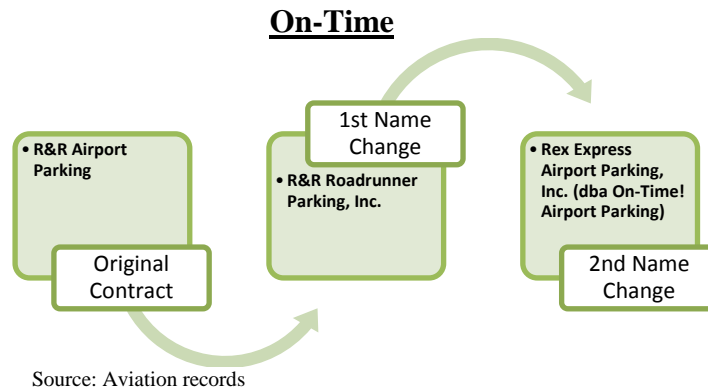 On-Time
• R&R Airport
Parking
Original
Contract
1st Name
Change
• R&R Roadrunner
Parking, Inc.
• Rex Express
Airport Parking,
Inc. (dba On-Time!
Airport Parking)
2nd Name
Change
Source: Aviation records